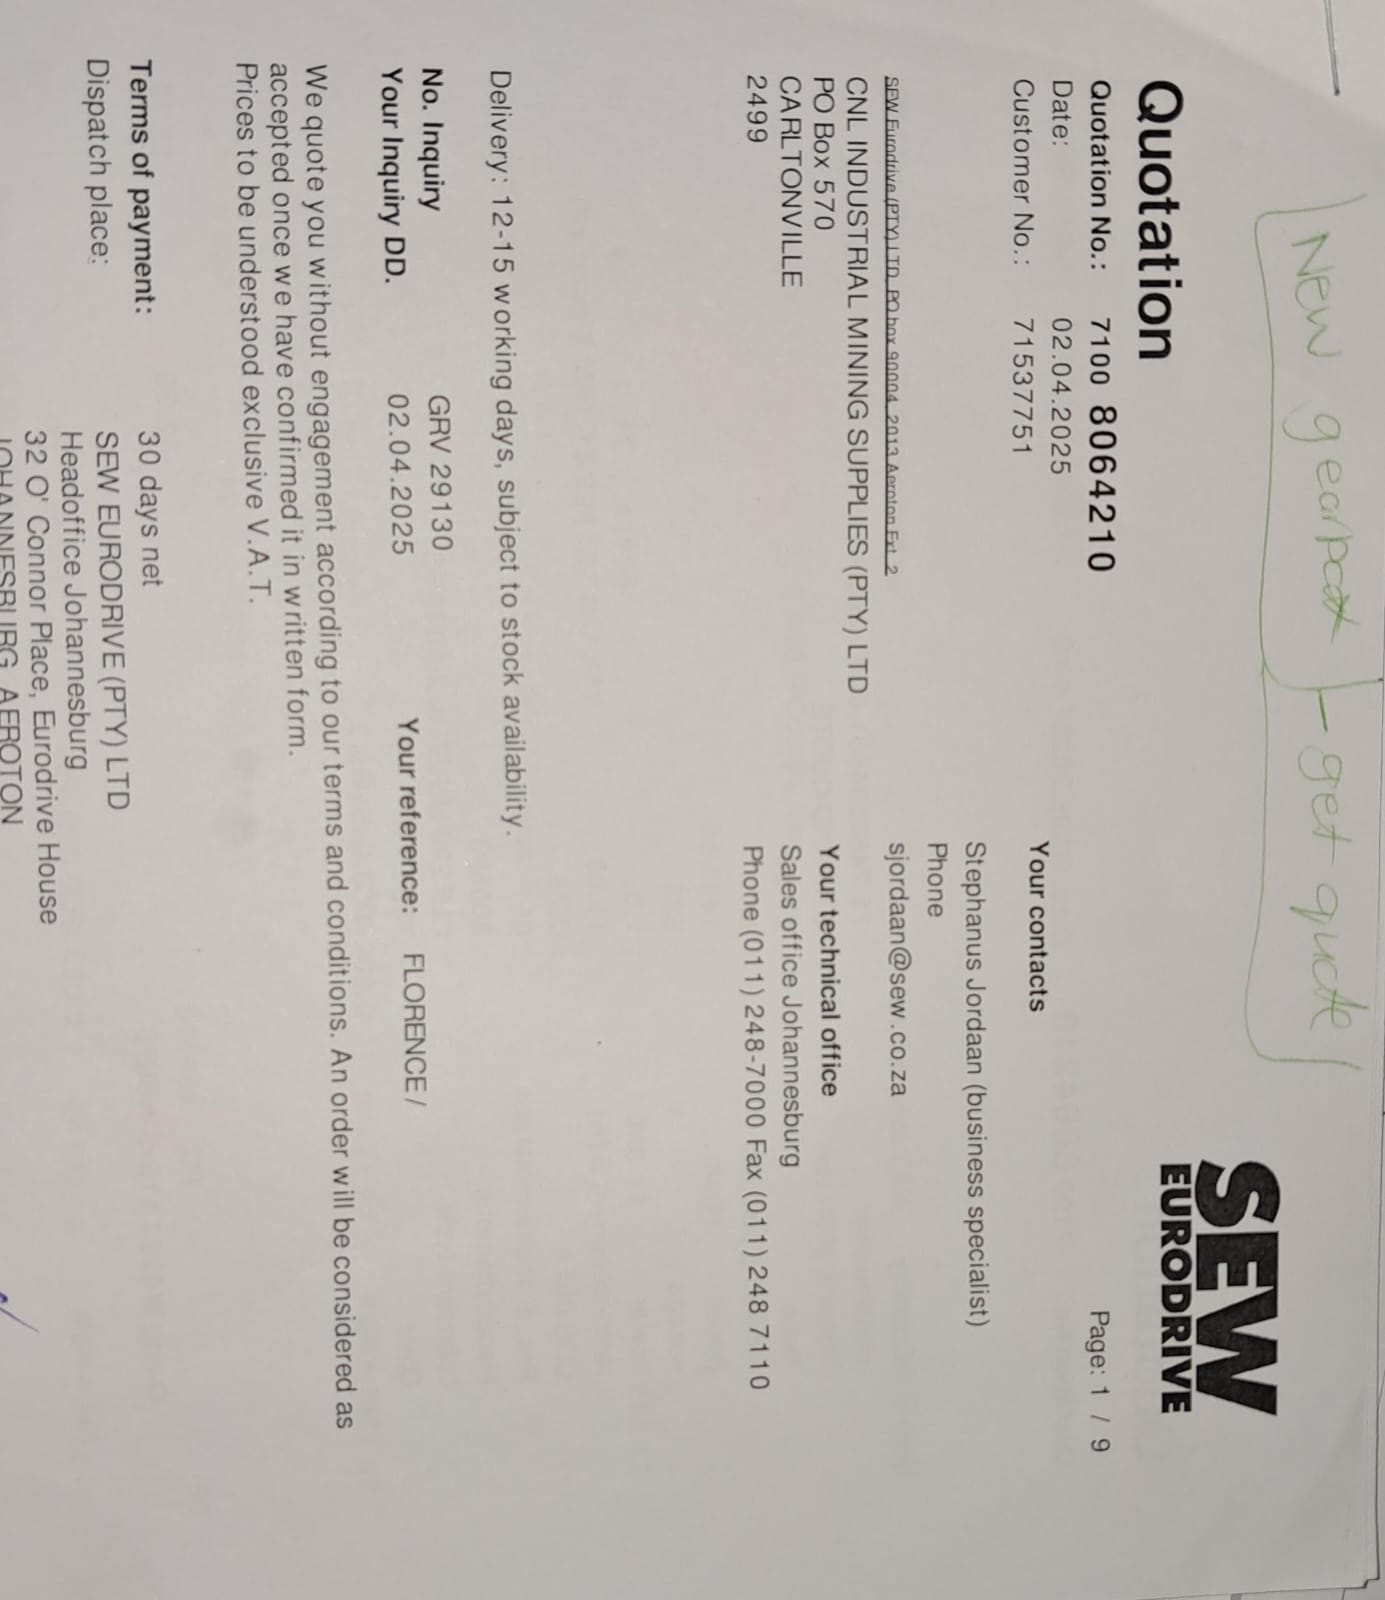 New gearbox - get quote
SEW
EURODRIVE
Quotation
Page: 1 / 9
Quotation No.: 7100 8064210
Date: 02.04.2025
Customer No.: 71537751
Your contacts
Stephanus Jordaan (business specialist)
Phone
sjordaan@sew.co.za
SEW Eurodrive (PTY) LTD, PO box 90004, 2013 Aeroton Ext. 2
CNL INDUSTRIAL MINING SUPPLIES (PTY) LTD
PO Box 570
CARLTONVILLE
2499
Your technical office
Sales office Johannesburg
Phone (011) 248-7000 Fax (011) 248 7110
Delivery: 12-15 working days, subject to stock availability.
No. Inquiry GRV 29130
Your Inquiry DD. 02.04.2025 Your reference: FLORENCE /
We quote you without engagement according to our terms and conditions. An order will be considered as
accepted once we have confirmed it in written form.
Prices to be understood exclusive V.A.T.
Terms of payment: 30 days net
Dispatch place: SEW EURODRIVE (PTY) LTD
Headoffice Johannesburg
32 O' Connor Place, Eurodrive House
JOHANNESBURG, AEROTON